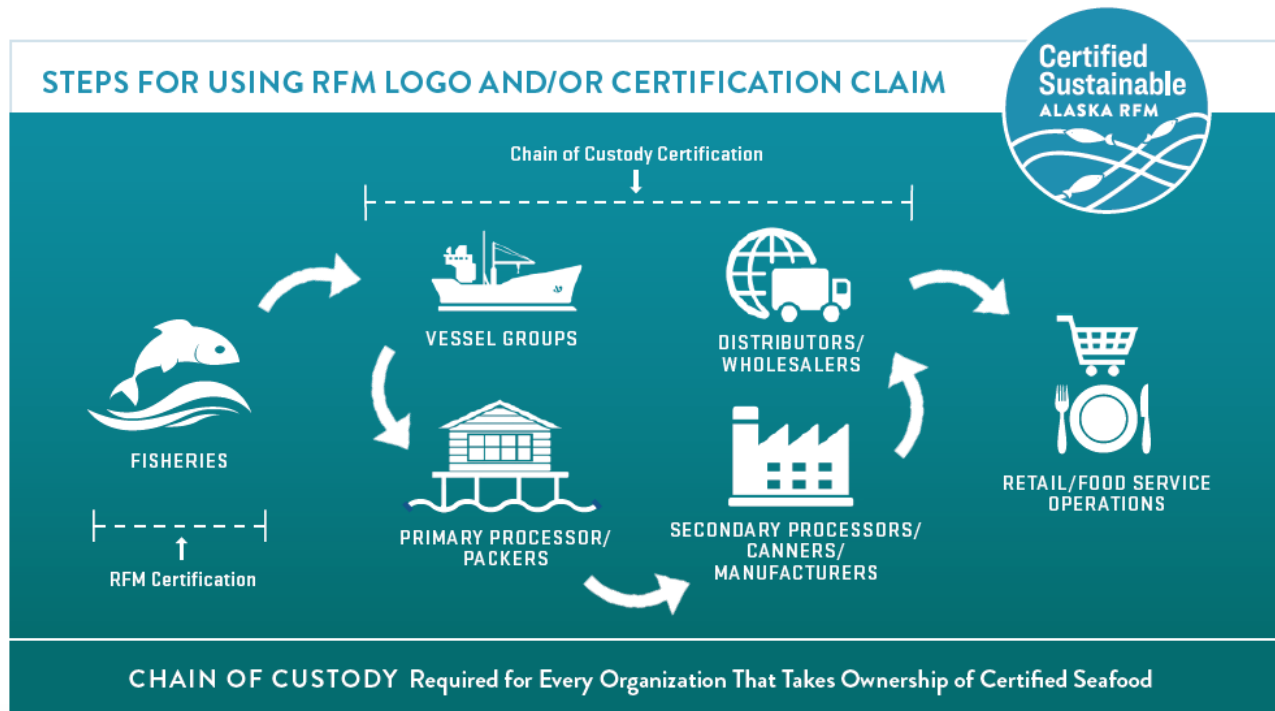 STEPS FOR USING RFM LOGO AND/OR CERTIFICATION CLAIM
Certified
Sustainable
ALASKA RFM
Chain of Custody Certification
VESSEL GROUPS
DISTRIBUTORS/
WHOLESALERS
FISHERIES
RETAIL/FOOD SERVICE
OPERATIONS
PRIMARY PROCESSOR/
PACKERS
SECONDARY PROCESSORS/
CANNERS/
MANUFACTURERS
RFM Certification
CHAIN OF CUSTODY Required for Every Organization That Takes Ownership of Certified Seafood